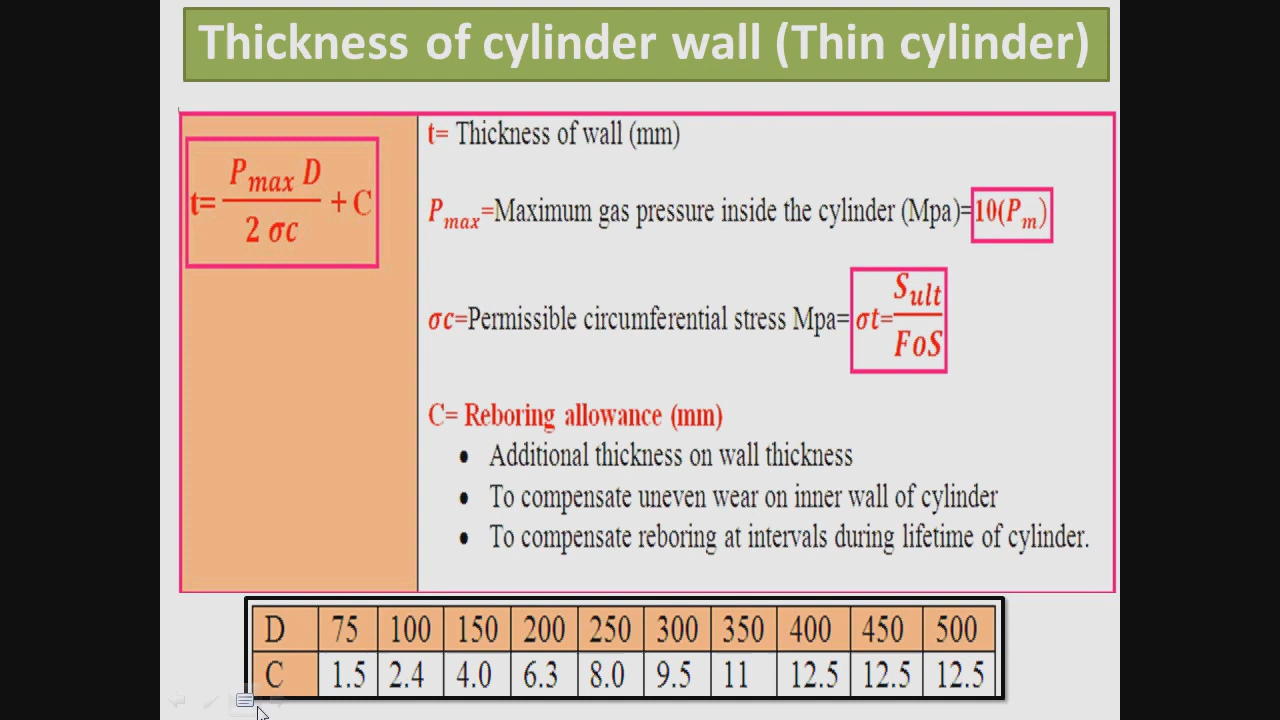 Thickness of cylinder wall (Thin cylinder)
t= P_max D / 2 σc + C
t= Thickness of wall (mm)
P_max=Maximum gas pressure inside the cylinder (Mpa)=10(P_m)
σc=Permissible circumferential stress Mpa= σt= S_ult / FoS
C= Reboring allowance (mm)
• Additional thickness on wall thickness
• To compensate uneven wear on inner wall of cylinder
• To compensate reboring at intervals during lifetime of cylinder.
D 75 100 150 200 250 300 350 400 450 500
C 1.5 2.4 4.0 6.3 8.0 9.5 11 12.5 12.5 12.5